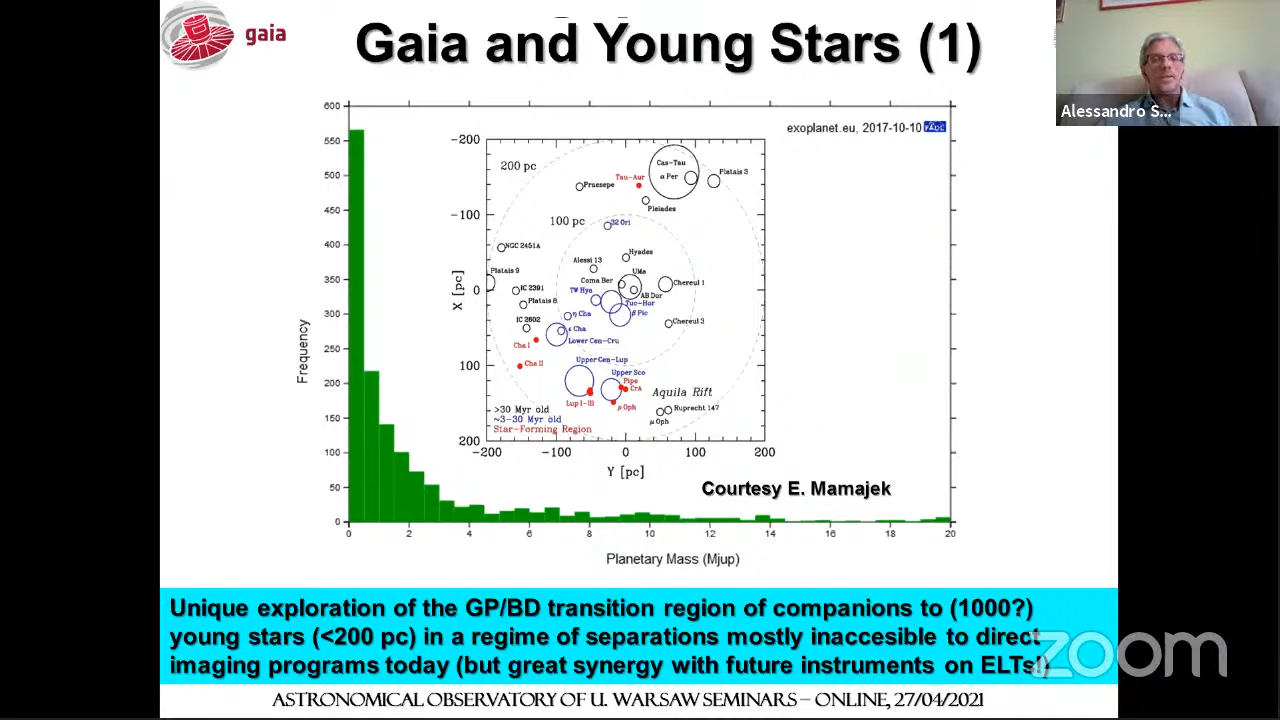 gaia
Gaia and Young Stars (1)
Alessandro S...
exoplanet.eu, 2017-10-10
600
550
500
450
400
350
300
250
200
150
100
50
0
Frequency
0 2 4 6 8 10 12 14 16 18 20
Planetary Mass (Mjup)
-200
-100
0
100
200
X [pc]
-200 -100 0 100 200
Y [pc]
200 pc
Cas-Tau
α Per
Platais 3
Tau-Aur
Praesepe
Pleiades
100 pc
32 Ori
NGC 2451A
Hyades
Alessi 13
UMa
Platais 9
Coma Ber
Chereul 1
IC 2391
TW Hya
AB Dor
Platais 8
Tuc-Hor
η Cha
β Pic
IC 2602
ε Cha
Chereul 3
Cha I
Lower Cen-Cru
Cha II
Upper Cen-Lup
Upper Sco
Pipe
CrA
Aquila Rift
Lup I-III
ρ Oph
Ruprecht 147
μ Oph
>30 Myr old
~3-30 Myr old
Star-Forming Region
Courtesy E. Mamajek
Unique exploration of the GP/BD transition region of companions to (1000?)
young stars (<200 pc) in a regime of separations mostly inaccesible to direct
imaging programs today (but great synergy with future instruments on ELTs!)
zoom
ASTRONOMICAL OBSERVATORY OF U. WARSAW SEMINARS – ONLINE, 27/04/2021